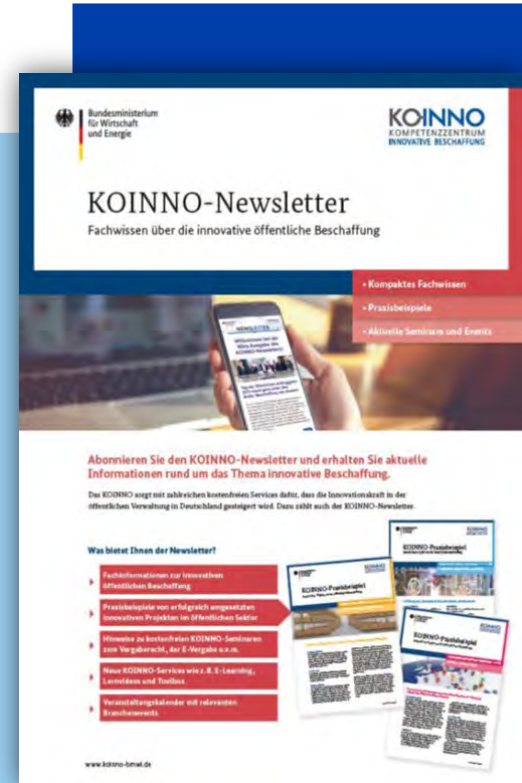 Bundesministerium
für Wirtschaft
und Energie
KOINNO
KOMPETENZZENTRUM
INNOVATIVE BESCHAFFUNG
KOINNO-Newsletter
Fachwissen über die innovative öffentliche Beschaffung
• Kompaktes Fachwissen
• Praxisbeispiele
• Aktuelle Seminare und Events
NEWSLETTER
Abonnieren Sie den KOINNO-Newsletter und erhalten Sie aktuelle
Informationen rund um das Thema innovative Beschaffung.
Das KOINNO sorgt mit zahlreichen kostenfreien Services dafür, dass die Innovationskraft in der
öffentlichen Verwaltung in Deutschland gesteigert wird. Dazu zählt auch der KOINNO-Newsletter.
Was bietet Ihnen der Newsletter?
Fachinformationen zur innovativen
öffentlichen Beschaffung
Praxisbeispiele von erfolgreich umgesetzten
innovativen Projekten im öffentlichen Sektor
Hinweise zu kostenfreien KOINNO-Seminaren
zum Vergaberecht, der E-Vergabe u.v.m.
Neue KOINNO-Services wie z. B. E-Learning,
Lernvideos und Toolbox
Veranstaltungskalender mit relevanten
Branchenevents
KOINNO-Praxisbeispiel
KOINNO-Praxisbeispiel
KOINNO-Praxisbeispiel
www.koinno-bmwi.de